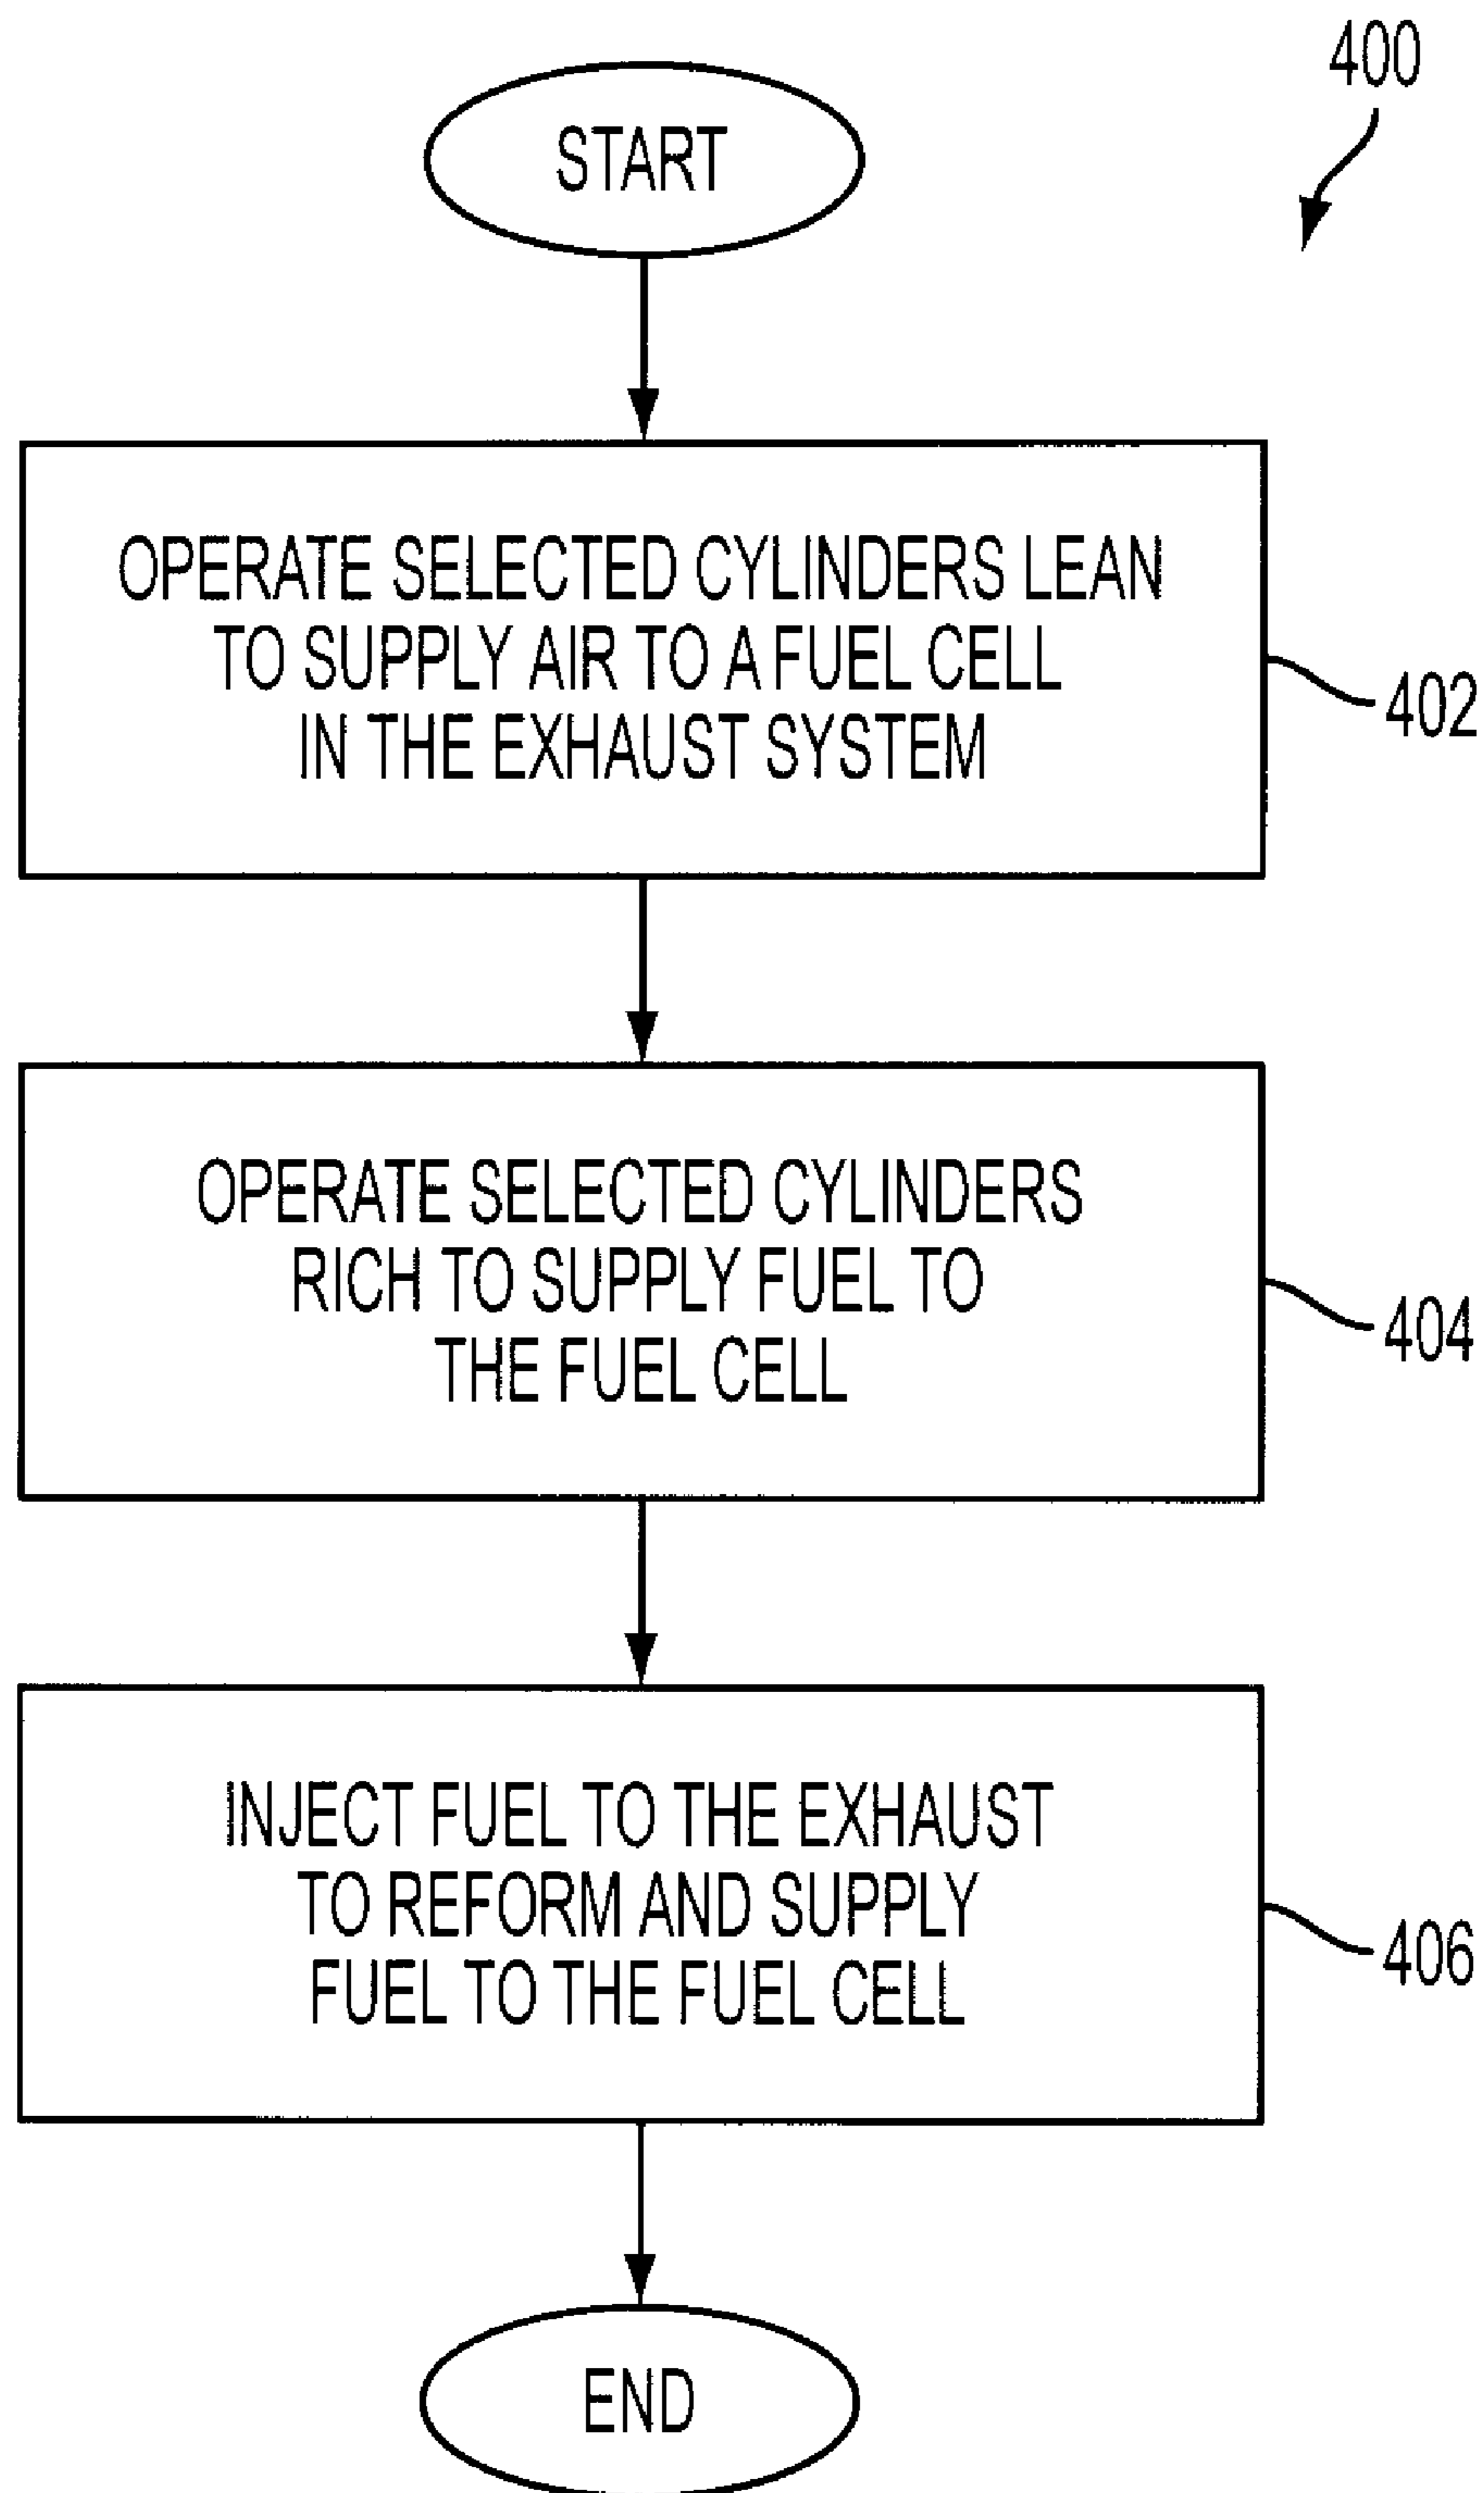 400
START
OPERATE SELECTED CYLINDERS LEAN
TO SUPPLY AIR TO A FUEL CELL
IN THE EXHAUST SYSTEM
402
OPERATE SELECTED CYLINDERS
RICH TO SUPPLY FUEL TO
THE FUEL CELL
404
INJECT FUEL TO THE EXHAUST
TO REFORM AND SUPPLY
FUEL TO THE FUEL CELL
406
END